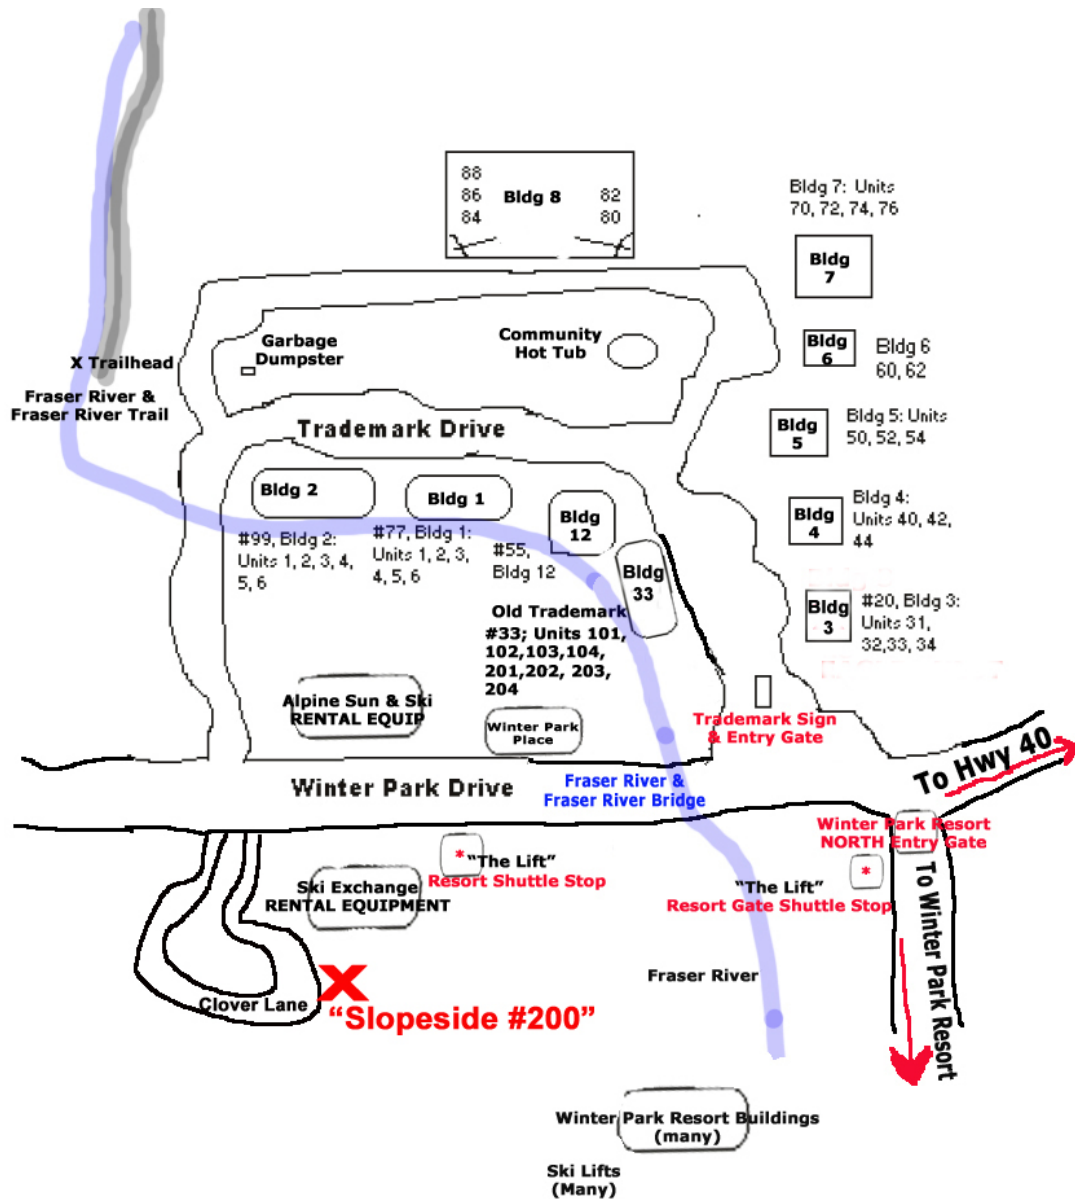 88
86
84
Bldg 8
82
80
Bldg 7: Units
70, 72, 74, 76
Bldg
7
Garbage
Dumpster
Community
Hot Tub
Bldg
6
Bldg 6
60, 62
X Trailhead
Fraser River &
Fraser River Trail
Trademark Drive
Bldg
5
Bldg 5: Units
50, 52, 54
Bldg 2
Bldg 1
Bldg
12
Bldg
4
Bldg 4:
Units 40, 42,
44
#99, Bldg 2:
Units 1, 2, 3, 4,
5, 6
#77, Bldg 1:
Units 1, 2, 3,
4, 5, 6
#55,
Bldg 12
Bldg
33
Bldg
3
#20, Bldg 3:
Units 31,
32,33, 34
Old Trademark
#33; Units 101,
102,103,104,
201,202, 203,
204
Alpine Sun & Ski
RENTAL EQUIP
Winter Park
Place
Trademark Sign
& Entry Gate
To Hwy 40
Winter Park Drive
Fraser River &
Fraser River Bridge
Winter Park Resort
NORTH Entry Gate
* "The Lift"
Resort Shuttle Stop
*
"The Lift"
Resort Gate Shuttle Stop
Ski Exchange
RENTAL EQUIPMENT
To Winter Park Resort
Fraser River
Clover Lane
X
"Slopeside #200"
Winter Park Resort Buildings
(many)
Ski Lifts
(Many)